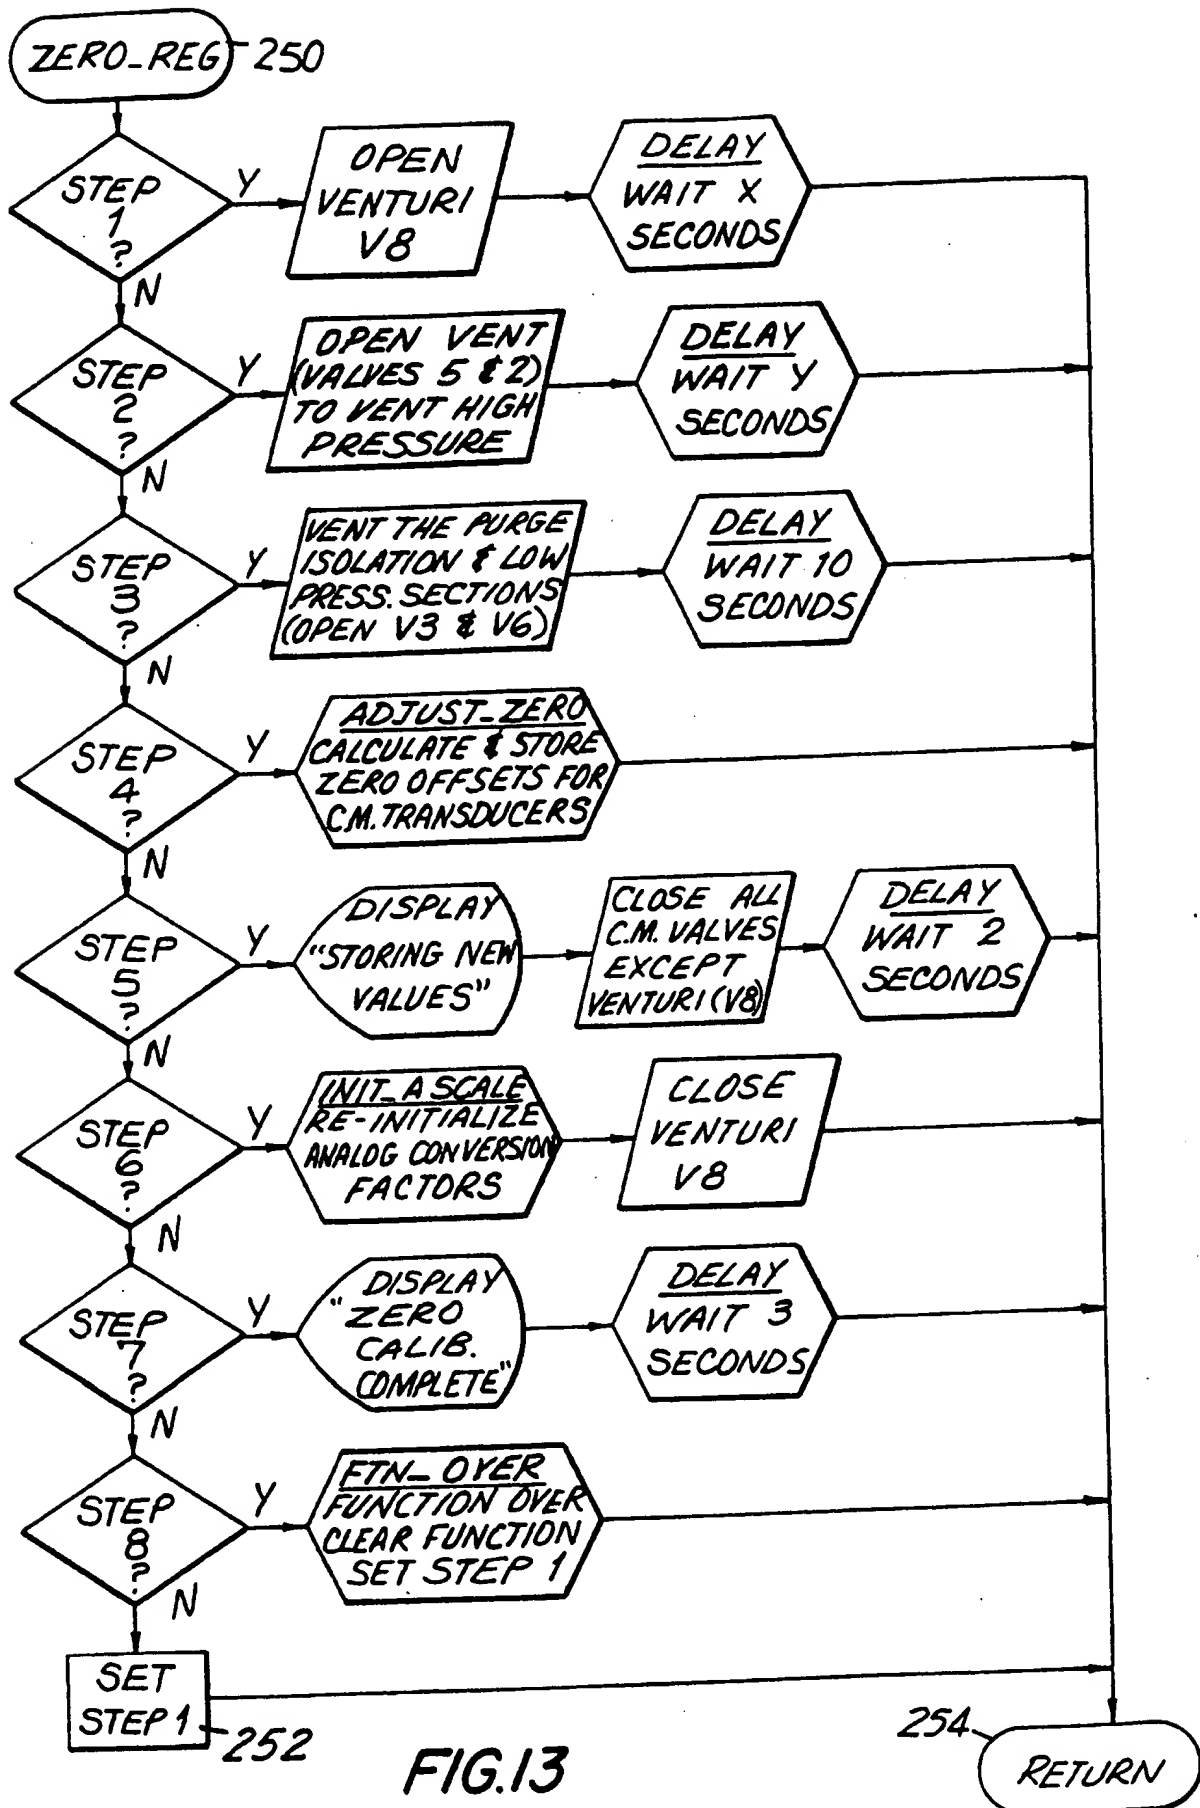 ZERO_REG 250
STEP
1
?
Y
N
OPEN
VENTURI
V8
DELAY
WAIT X
SECONDS
STEP
2
?
Y
N
OPEN VENT
(VALVES 5 & 2)
TO VENT HIGH
PRESSURE
DELAY
WAIT Y
SECONDS
STEP
3
?
Y
N
VENT THE PURGE
ISOLATION & LOW
PRESS. SECTIONS
(OPEN V3 & V6)
DELAY
WAIT 10
SECONDS
STEP
4
?
Y
N
ADJUST_ZERO
CALCULATE & STORE
ZERO OFFSETS FOR
C.M. TRANSDUCERS
STEP
5
?
Y
N
DISPLAY
"STORING NEW
VALUES"
CLOSE ALL
C.M. VALVES
EXCEPT
VENTURI (V8)
DELAY
WAIT 2
SECONDS
STEP
6
?
Y
N
INIT_A SCALE
RE-INITIALIZE
ANALOG CONVERSION
FACTORS
CLOSE
VENTURI
V8
STEP
7
?
Y
N
DISPLAY
"ZERO
CALIB.
COMPLETE"
DELAY
WAIT 3
SECONDS
STEP
8
?
Y
N
FTN_OVER
FUNCTION OVER
CLEAR FUNCTION
SET STEP 1
SET
STEP 1
252
254
RETURN
FIG.13